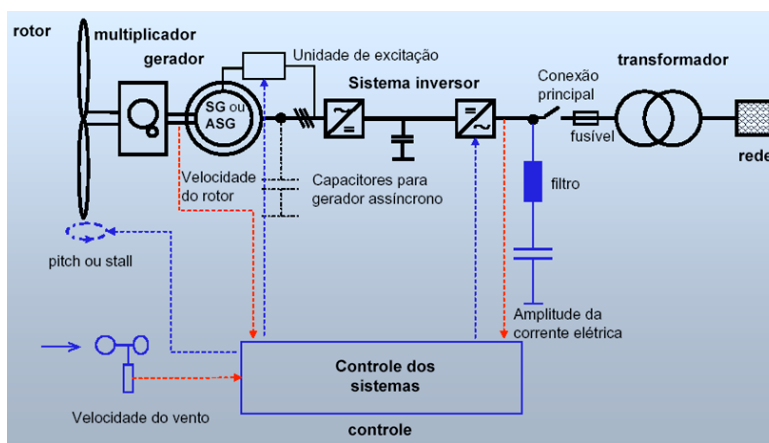 rotor
multiplicador
gerador
Unidade de excitação
Sistema inversor
transformador
Conexão
principal
fusível
rede
SG ou
ASG
Velocidade
do rotor
Capacitores para
gerador assíncrono
filtro
pitch ou stall
Amplitude da
corrente elétrica
Controle dos
sistemas
Velocidade do vento
controle